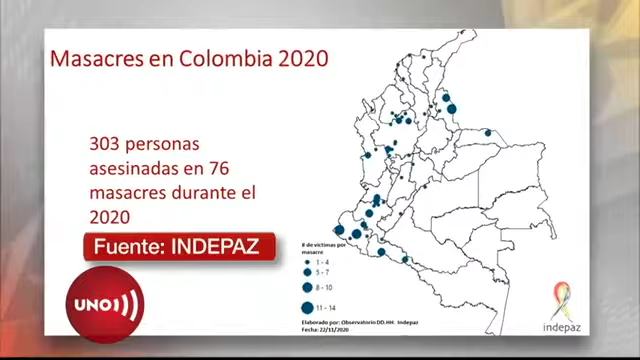 Masacres en Colombia 2020
303 personas
asesinadas en 76
masacres durante el
2020
Fuente: INDEPAZ
UNO
# de víctimas por
masacre
1 - 4
5 - 7
8 - 10
11 - 14
Elaborado por: Observatorio DD.HH. Indepaz
Fecha: 22/11/2020
indepaz